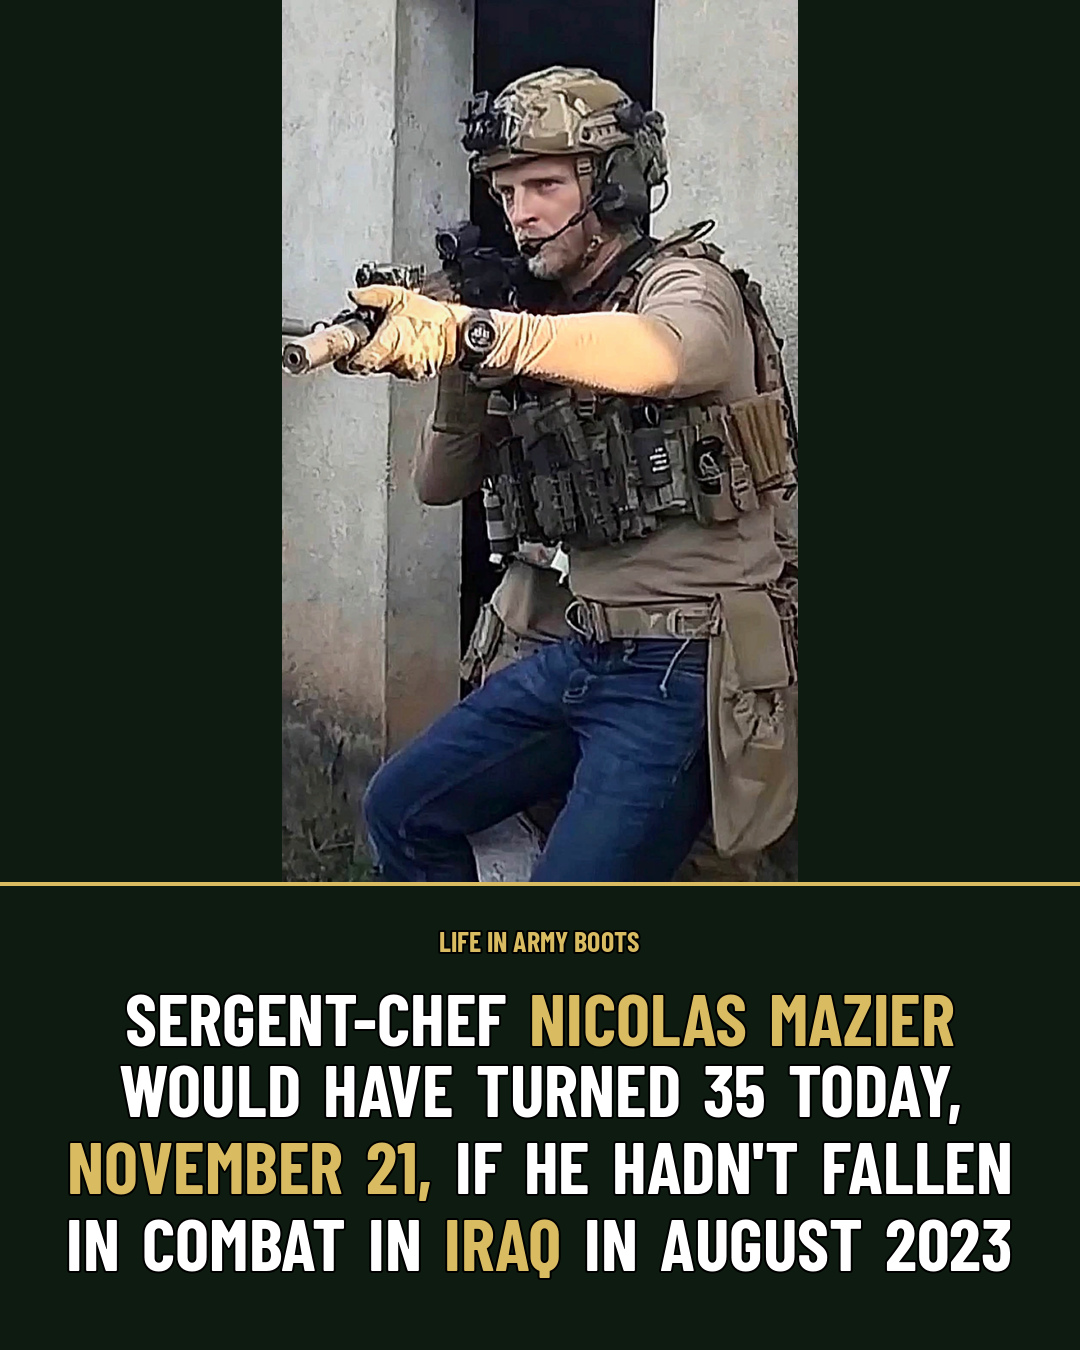 LIFE IN ARMY BOOTS
SERGENT-CHEF NICOLAS MAZIER
WOULD HAVE TURNED 35 TODAY,
NOVEMBER 21, IF HE HADN'T FALLEN
IN COMBAT IN IRAQ IN AUGUST 2023